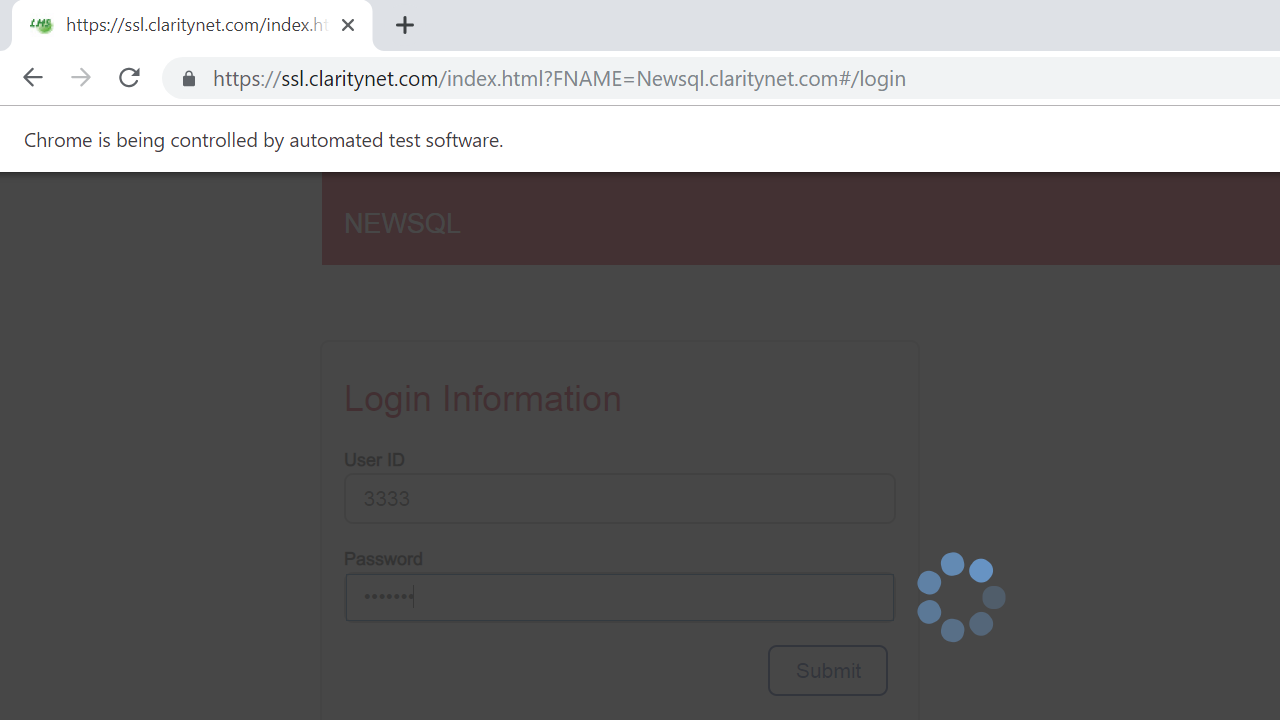 LMS
https://ssl.claritynet.com/index.ht
https://ssl.claritynet.com/index.html?FNAME=Newsql.claritynet.com#/login
Chrome is being controlled by automated test software.
NEWSQL
Login Information
User ID
3333
Password
•••••••
Submit